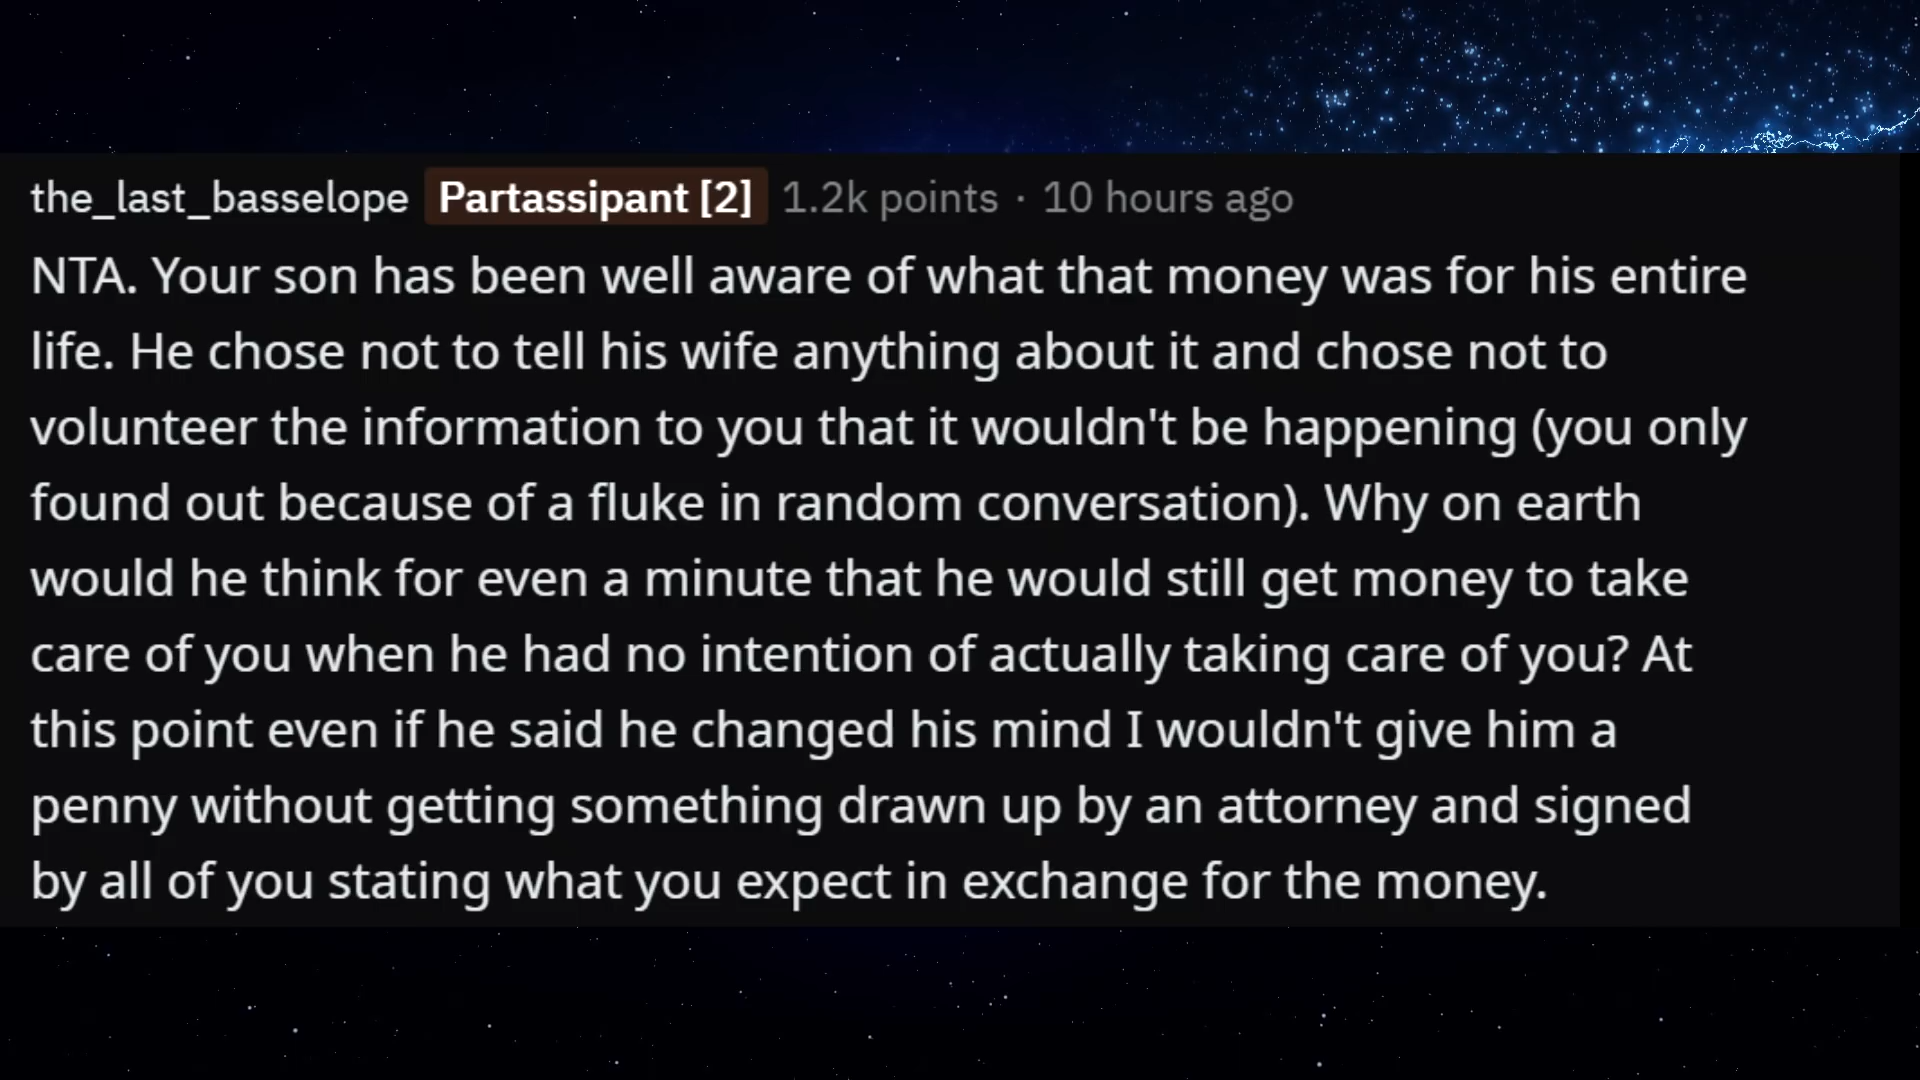 the_last_basselope Partassipant [2] 1.2k points · 10 hours ago
NTA. Your son has been well aware of what that money was for his entire
life. He chose not to tell his wife anything about it and chose not to
volunteer the information to you that it wouldn't be happening (you only
found out because of a fluke in random conversation). Why on earth
would he think for even a minute that he would still get money to take
care of you when he had no intention of actually taking care of you? At
this point even if he said he changed his mind I wouldn't give him a
penny without getting something drawn up by an attorney and signed
by all of you stating what you expect in exchange for the money.